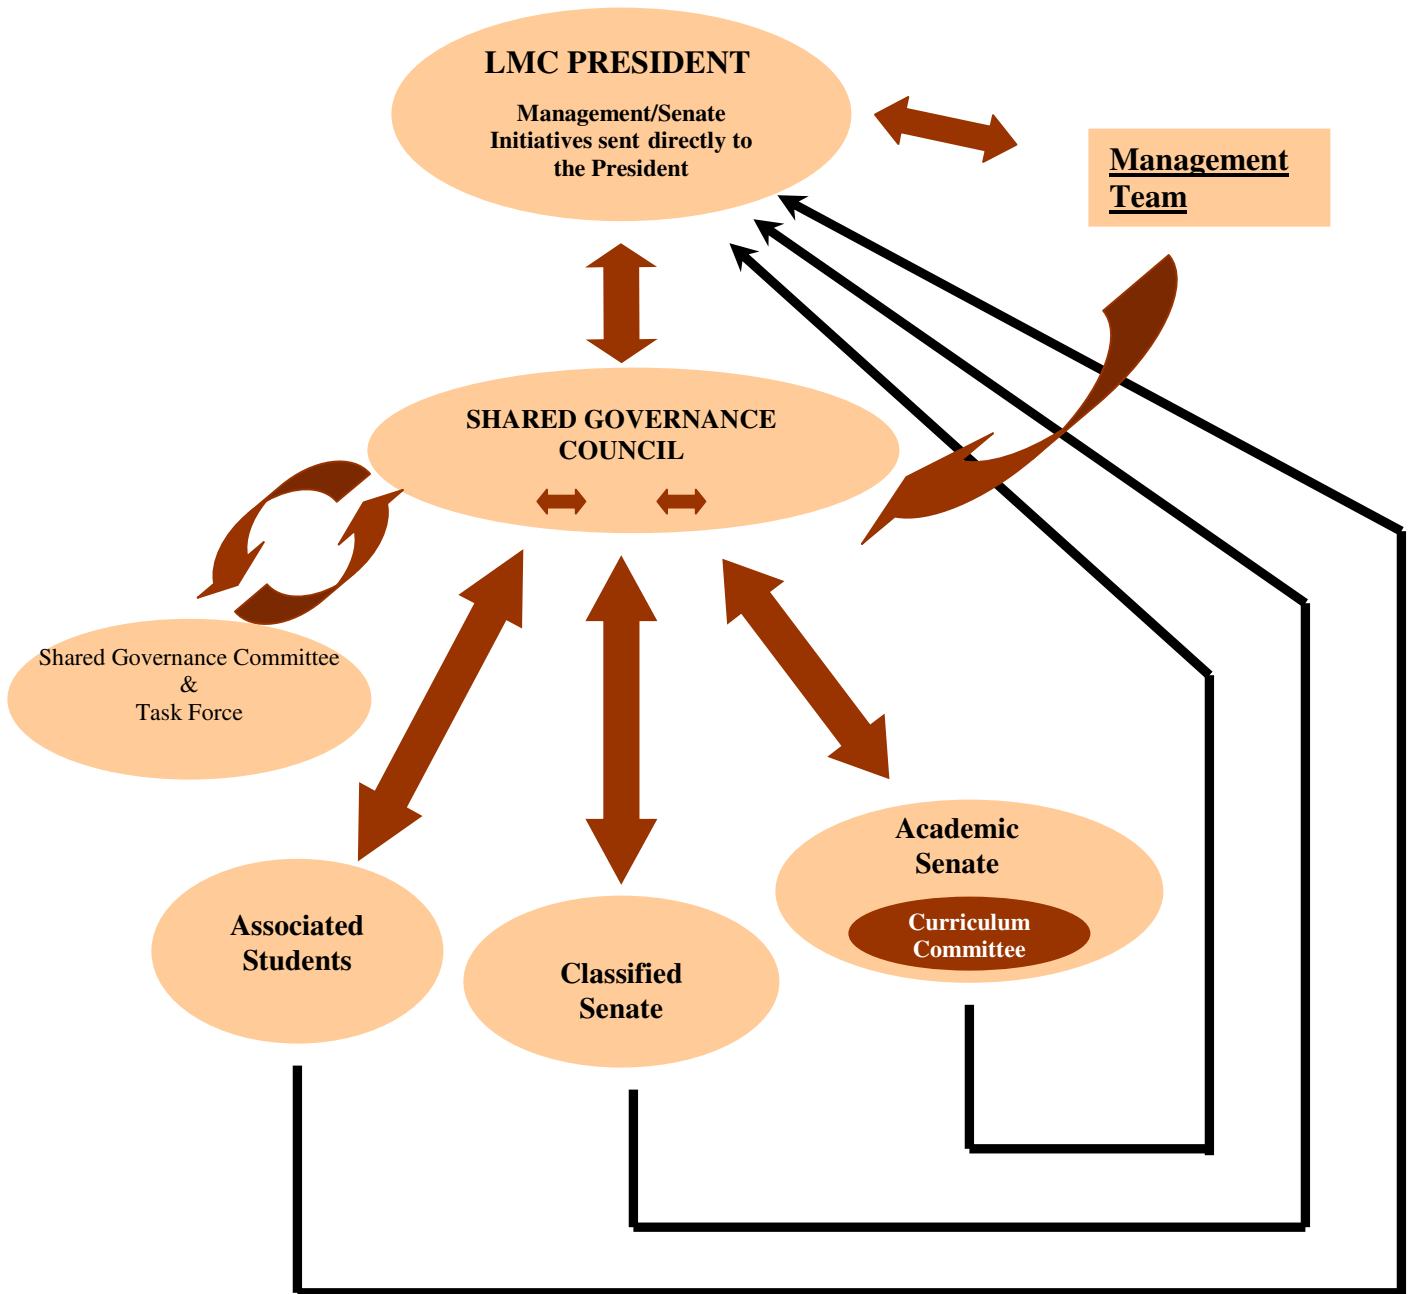 LMC PRESIDENT
Management/Senate
Initiatives sent directly to
the President
Management
Team
SHARED GOVERNANCE
COUNCIL
Shared Governance Committee
&
Task Force
Academic
Senate
Curriculum
Committee
Associated
Students
Classified
Senate